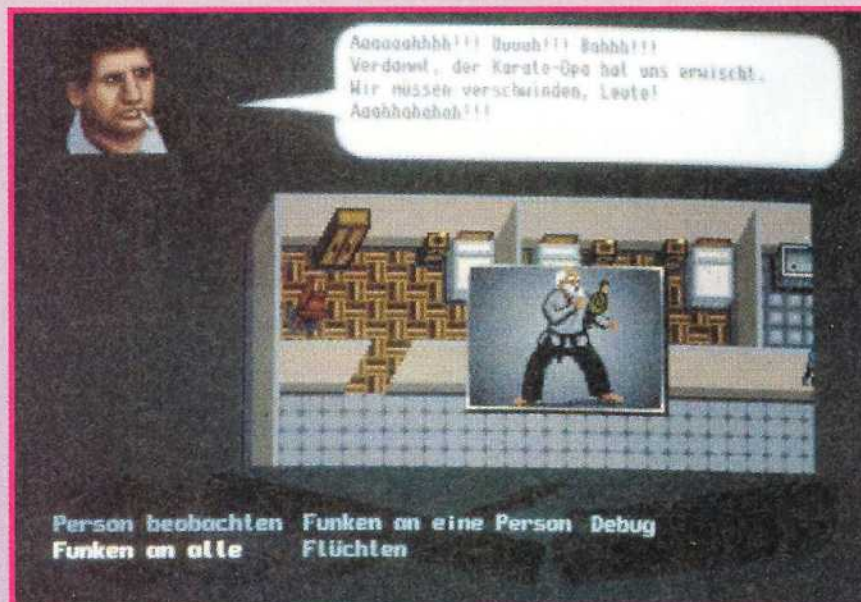 Aaaaaahhhh!!! Uuuuh!!! Bahhh!!!
Verdammt, der Karate-Opa hat uns erwischt.
Wir müssen verschwinden, Leute!
Aaahhahahah!!!
Person beobachten Funken an eine Person Debug
Funken an alle Flüchten